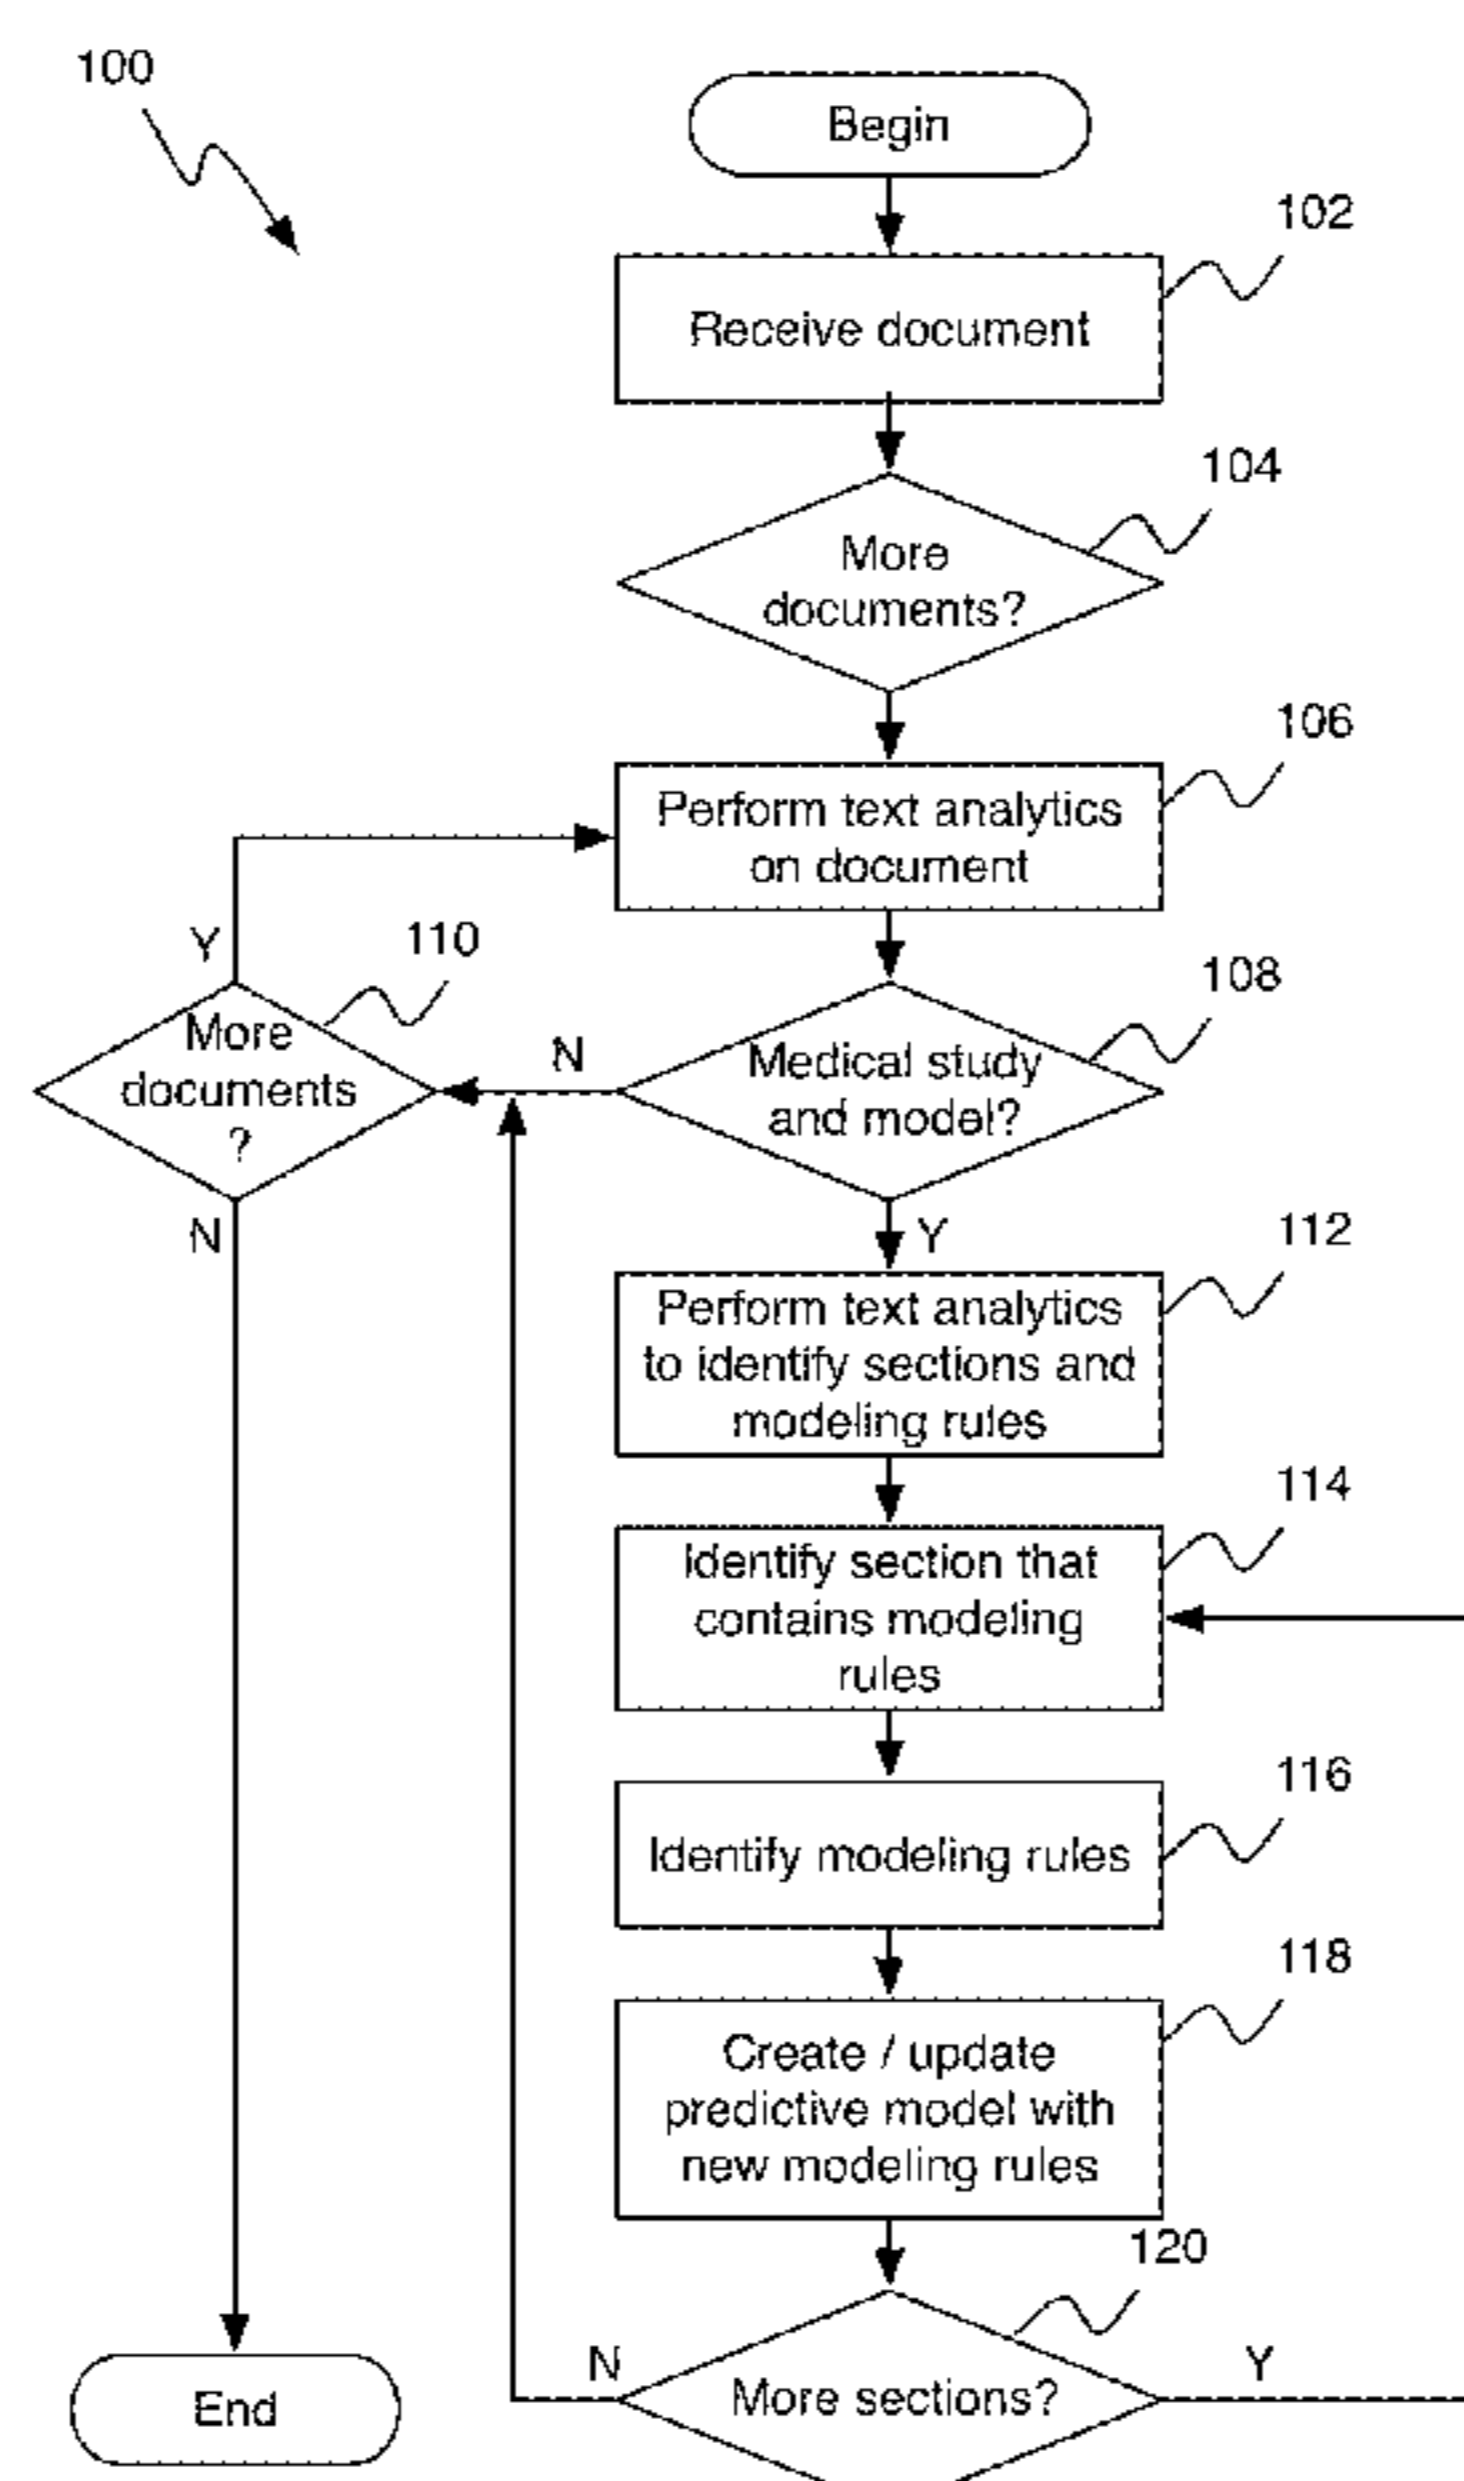 100
Begin
102
Receive document
104
More
documents?
106
Perform text analytics
on document
Y
110
More
documents
?
N
108
Medical study
and model?
N
Y
112
Perform text analytics
to identify sections and
modeling rules
114
Identify section that
contains modeling
rules
116
Identify modeling rules
118
Create / update
predictive model with
new modeling rules
120
N
More sections?
Y
End